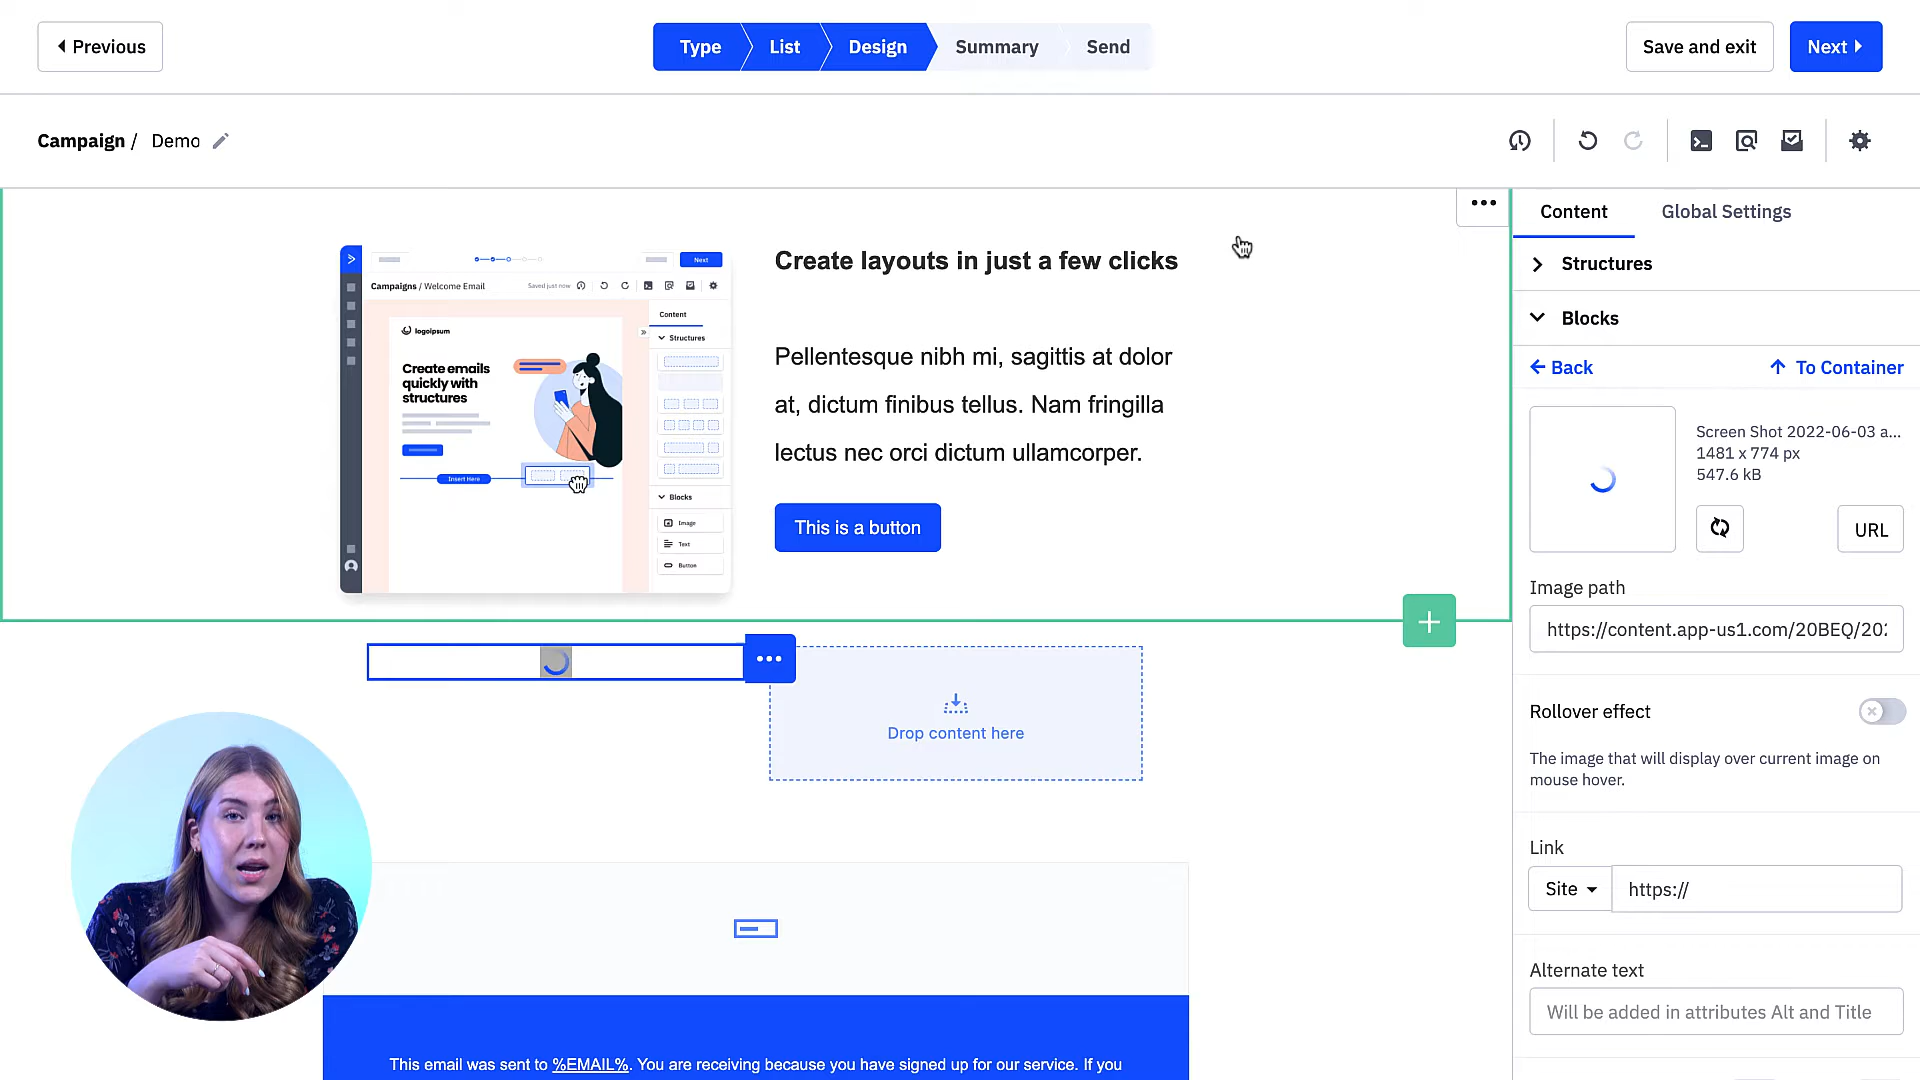 Previous
Type
List
Design
Summary
Send
Save and exit
Next
Campaign /
Demo
Content
Global Settings
Structures
Blocks
Back
To Container
Screen Shot 2022-06-03 a...
1481 x 774 px
547.6 kB
URL
Image path
https://content.app-us1.com/20BEQ/202
Rollover effect
The image that will display over current image on
mouse hover.
Link
Site
https://
Alternate text
Will be added in attributes Alt and Title
Next
Campaigns / Welcome Email
Saved just now
logoipsum
Create emails
quickly with
structures
Insert Here
Content
Structures
Blocks
Image
Text
Button
Create layouts in just a few clicks
Pellentesque nibh mi, sagittis at dolor
at, dictum finibus tellus. Nam fringilla
lectus nec orci dictum ullamcorper.
This is a button
Drop content here
This email was sent to %EMAIL%. You are receiving because you have signed up for our service. If you